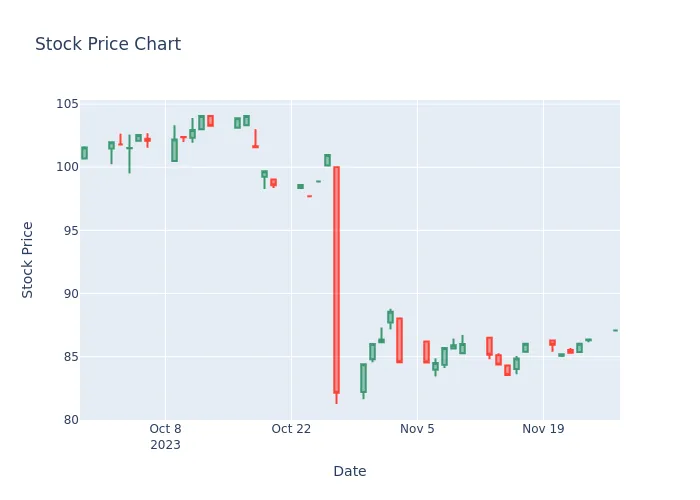 Stock Price Chart
105
100
95
90
85
80
Stock Price
Oct 8
2023
Oct 22
Nov 5
Nov 19
Date